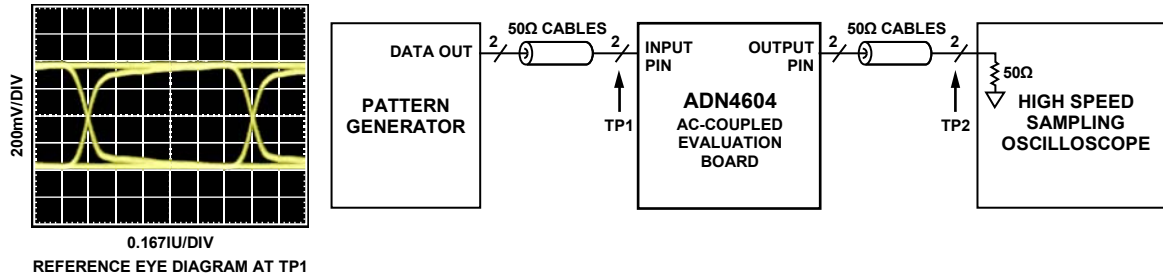 200mV/DIV
0.167IU/DIV
REFERENCE EYE DIAGRAM AT TP1
DATA OUT
PATTERN
GENERATOR
2
50Ω CABLES
2
TP1
INPUT
PIN
OUTPUT
PIN
ADN4604
AC-COUPLED
EVALUATION
BOARD
2
50Ω CABLES
2
TP2
50Ω
HIGH SPEED
SAMPLING
OSCILLOSCOPE